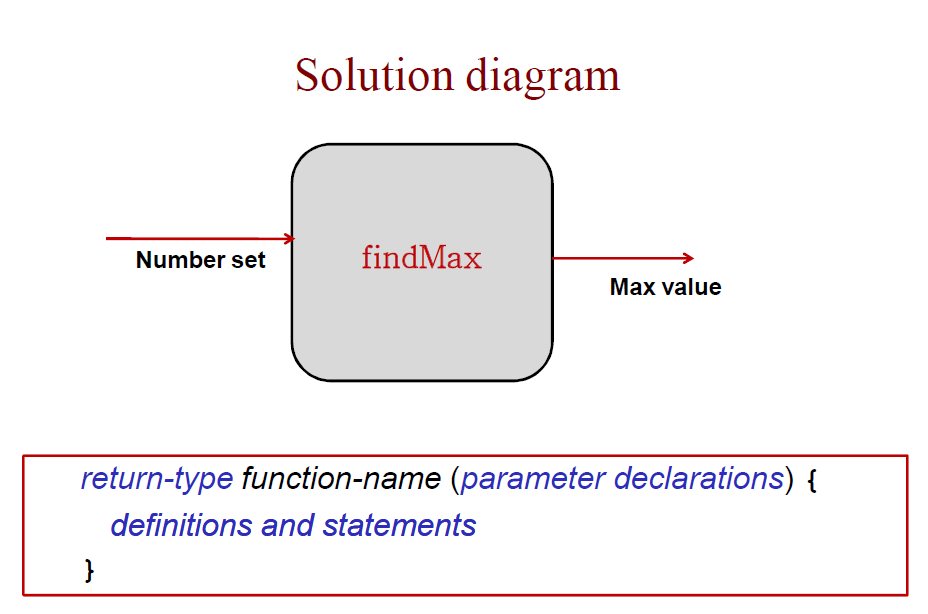 Solution diagram
Number set
findMax
Max value
return-type function-name (parameter declarations) {
definitions and statements
}